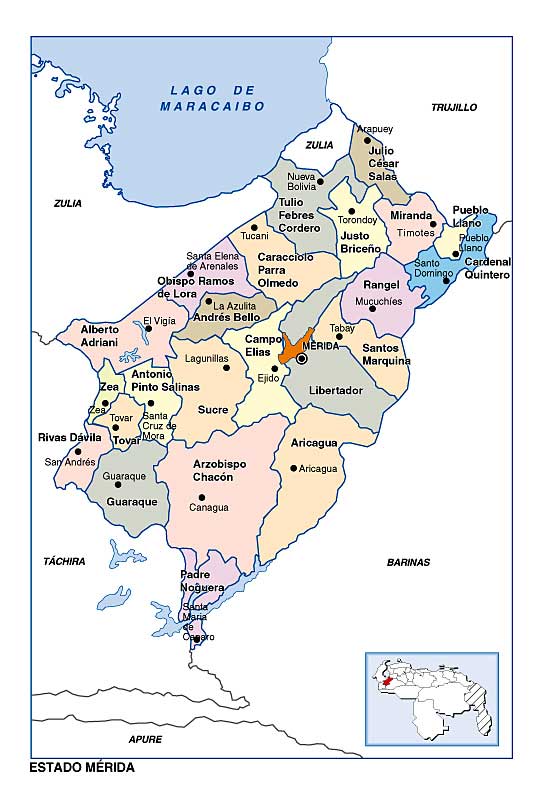 LAGO DE
MARACAIBO
TRUJILLO
ZULIA
Arapuey
Julio
César
Salas
ZULIA
Nueva
Bolivia
Tulio
Febres
Cordero
Torondoy
Justo
Briceño
Miranda
Timotes
Pueblo
Llano
Pueblo
Llano
Cardenal
Quintero
Santo
Domingo
Tucani
Caracciolo
Parra
Olmedo
Santa Elena
de Arenales
Obispo Ramos
de Lora
Rangel
Mucuchíes
La Azulita
Andrés Bello
El Vigía
Alberto
Adriani
Campo
Elias
Ejido
Tabay
MÉRIDA
Santos
Marquina
Lagunillas
Sucre
Libertador
Antonio
Pinto Salinas
Santa
Cruz de
Mora
Zea
Zea
Tovar
Tovar
Rivas Dávila
San Andrés
Guaraque
Guaraque
Arzobispo
Chacón
Canagua
Aricagua
Aricagua
TÁCHIRA
BARINAS
Padre
Noguera
Santa
María
de
Caparo
APURE
ESTADO MÉRIDA